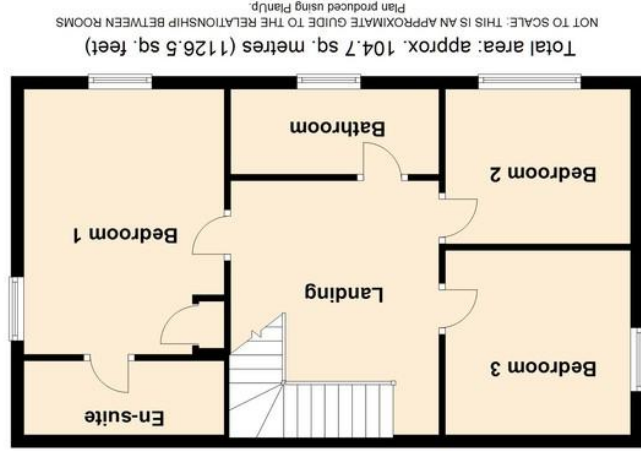 En-suite
Bedroom 3
Landing
Bedroom 1
Bedroom 2
Bathroom
Total area: approx. 104.7 sq. metres (1126.5 sq. feet)
NOT TO SCALE: THIS IS AN APPROXIMATE GUIDE TO THE RELATIONSHIP BETWEEN ROOMS
Plan produced using PlanUp.